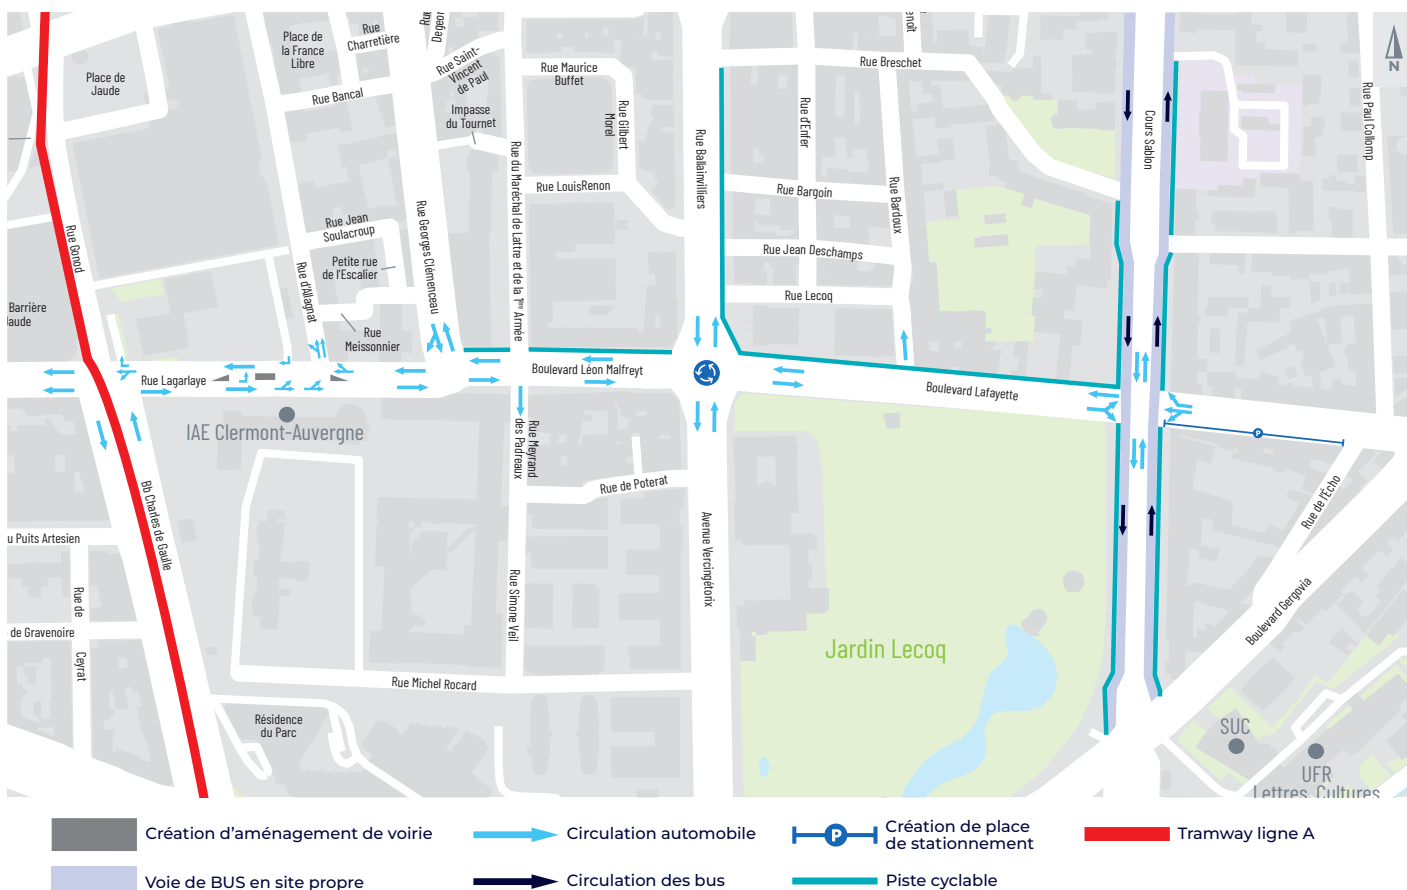 Place de
Jaude
Place de
la France
Libre
Rue
Charretière
Rue
Degeor
Rue Saint-
Vincent
de Paul
Rue Bancal
Impasse
du Tournet
Rue Maurice
Buffet
Rue Gilbert
Morel
Rue LouisRenon
Rue du Maréchal de Lattre et de la 1ère Armée
Rue Ballainvilliers
Rue d'Enfer
enoît
Rue Breschet
Rue Bargoin
Rue Bardoux
Rue Jean Deschamps
Rue Lecoq
Cours Sablon
Rue Paul Collomp
N
Rue Gonod
Rue Jean
Soulacroup
Petite rue
de l'Escalier
Rue Georges Clémenceau
Rue d'Allagnat
Rue
Meissonnier
Barrière
Jaude
Rue Lagarlaye
Boulevard Léon Malfreyt
Boulevard Lafayette
IAE Clermont-Auvergne
Rue Meyrand
des Padreaux
Rue de Poterat
P
Rue de l'Écho
Bb Charles de Gaulle
u Puits Artesien
Rue de
Ceyrat
de Gravenoire
Rue Simone Veil
Avenue Vercingétorix
Boulevard Gergovia
Jardin Lecoq
Rue Michel Rocard
Résidence
du Parc
SUC
UFR
Lettres, Cultures
Création d'aménagement de voirie
Circulation automobile
P
Création de place
de stationnement
Tramway ligne A
Voie de BUS en site propre
Circulation des bus
Piste cyclable